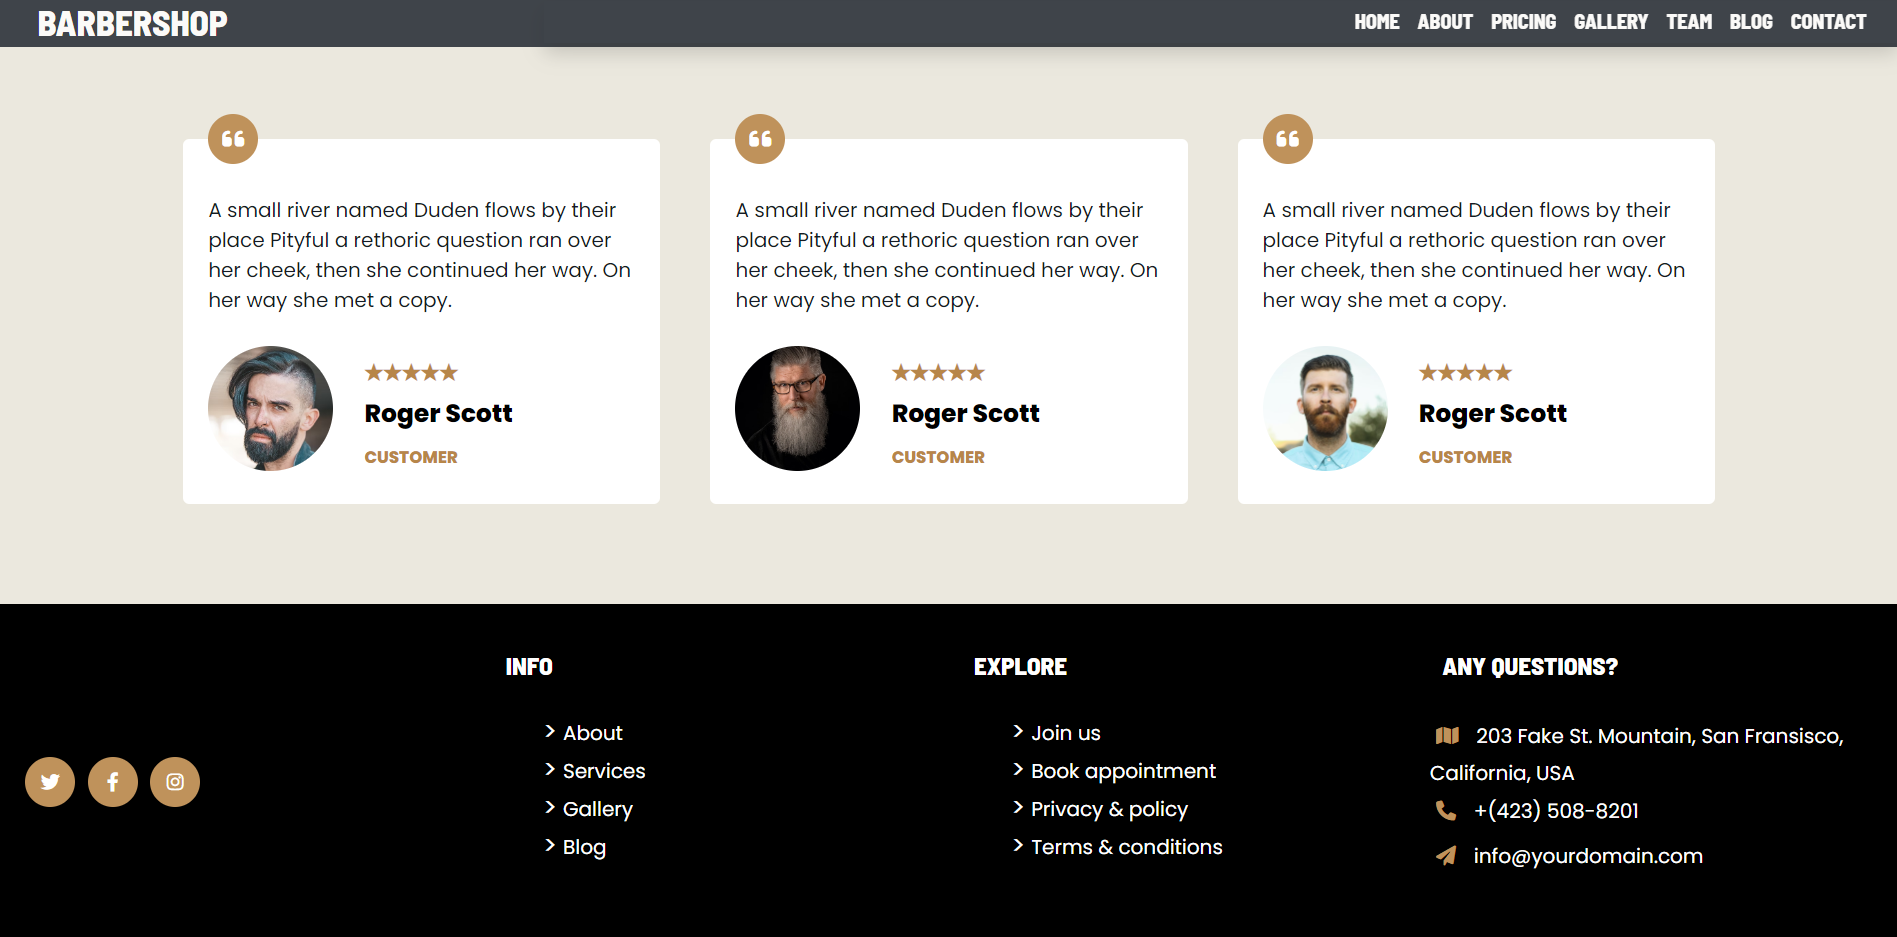 BARBERSHOP
HOME ABOUT PRICING GALLERY TEAM BLOG CONTACT
A small river named Duden flows by their
place Pityful a rethoric question ran over
her cheek, then she continued her way. On
her way she met a copy.
★★★★★
Roger Scott
CUSTOMER
A small river named Duden flows by their
place Pityful a rethoric question ran over
her cheek, then she continued her way. On
her way she met a copy.
★★★★★
Roger Scott
CUSTOMER
A small river named Duden flows by their
place Pityful a rethoric question ran over
her cheek, then she continued her way. On
her way she met a copy.
★★★★★
Roger Scott
CUSTOMER
INFO
> About
> Services
> Gallery
> Blog
EXPLORE
> Join us
> Book appointment
> Privacy & policy
> Terms & conditions
ANY QUESTIONS?
203 Fake St. Mountain, San Fransisco,
California, USA
+(423) 508-8201
info@yourdomain.com